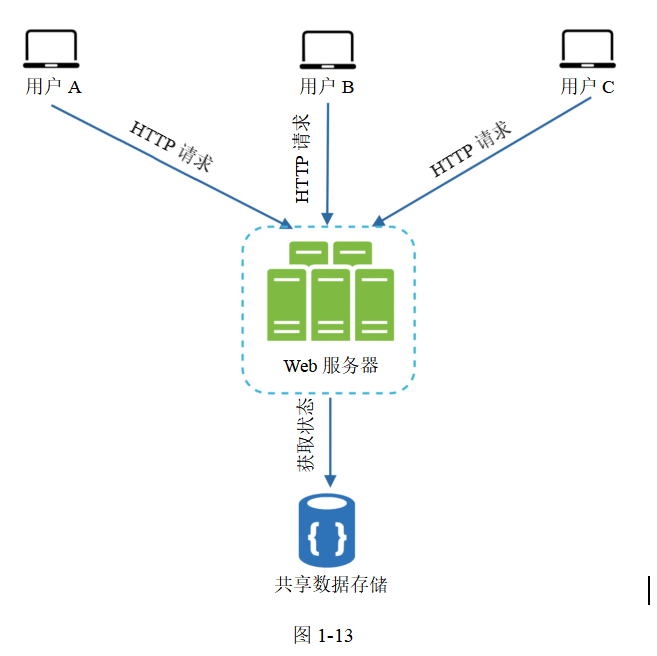 用户 A
用户 B
用户 C
HTTP 请求
HTTP 请求
HTTP 请求
Web 服务器
获取状态
{ }
共享数据存储
图 1-13